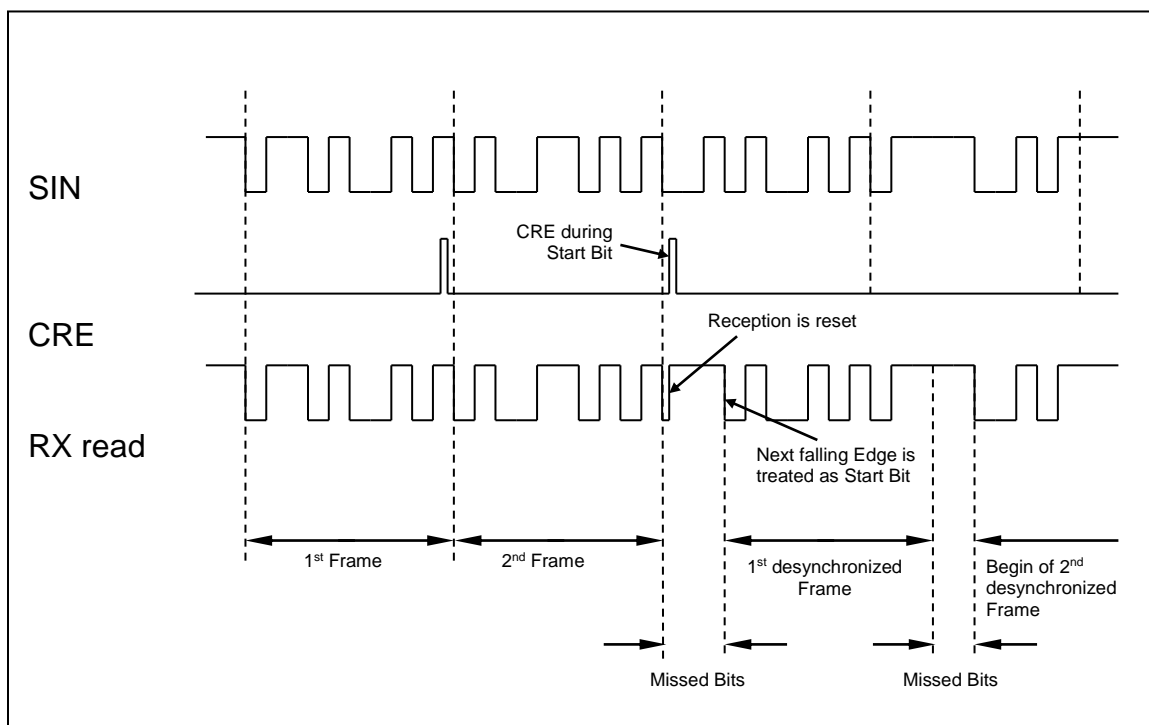 SIN
CRE during
Start Bit
CRE
Reception is reset
RX read
Next falling Edge is
treated as Start Bit
1st Frame
2nd Frame
1st desynchronized
Frame
Begin of 2nd
desynchronized
Frame
Missed Bits
Missed Bits